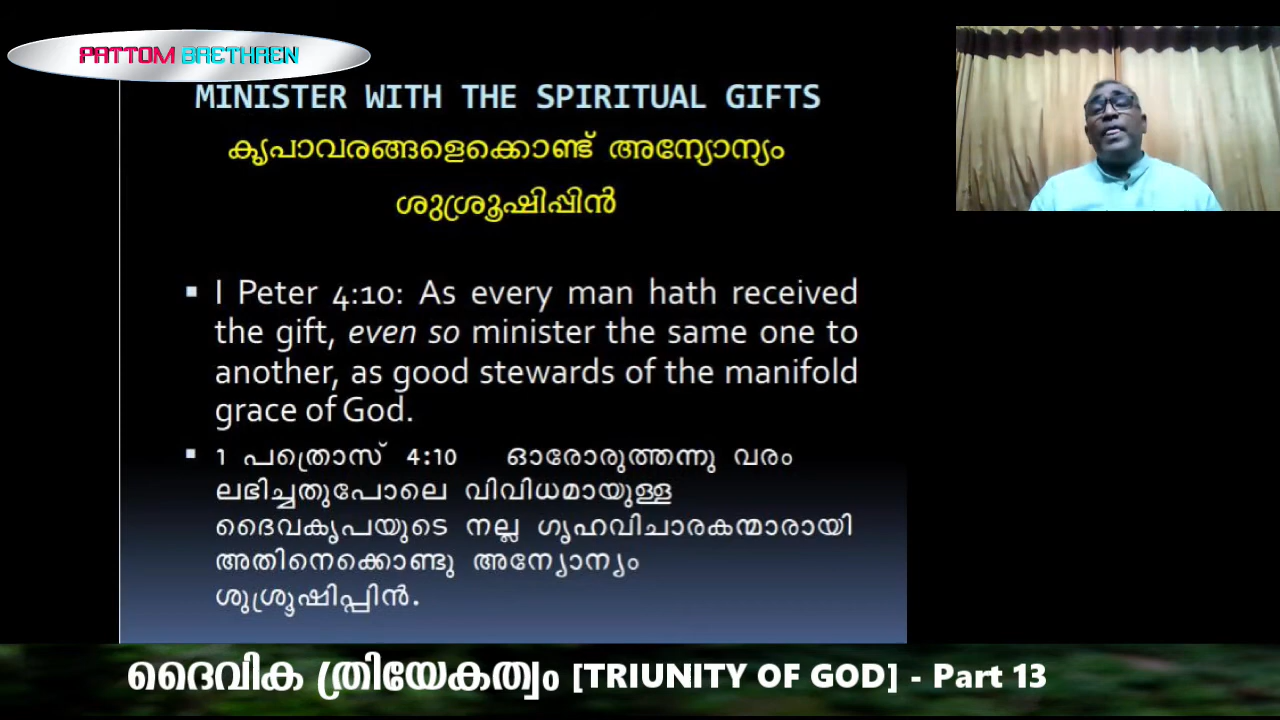 PATTOM BRETHREN
MINISTER WITH THE SPIRITUAL GIFTS
കൃപാവരങ്ങളെക്കൊണ്ട് അന്യോന്യം
ശുശ്രൂഷിപ്പിൻ
▪ I Peter 4:10: As every man hath received
the gift, even so minister the same one to
another, as good stewards of the manifold
grace of God.
▪ 1 പത്രൊസ് 4:10 ഓരോരുത്തന്നു വരം
ലഭിച്ചതുപോലെ വിവിധമായുള്ള
ദൈവകൃപയുടെ നല്ല ഗൃഹവിചാരകന്മാരായി
അതിനെക്കൊണ്ടു അന്യോന്യം
ശുശ്രൂഷിപ്പിൻ.
ദൈവിക ത്രിയേകത്വം [TRIUNITY OF GOD] - Part 13